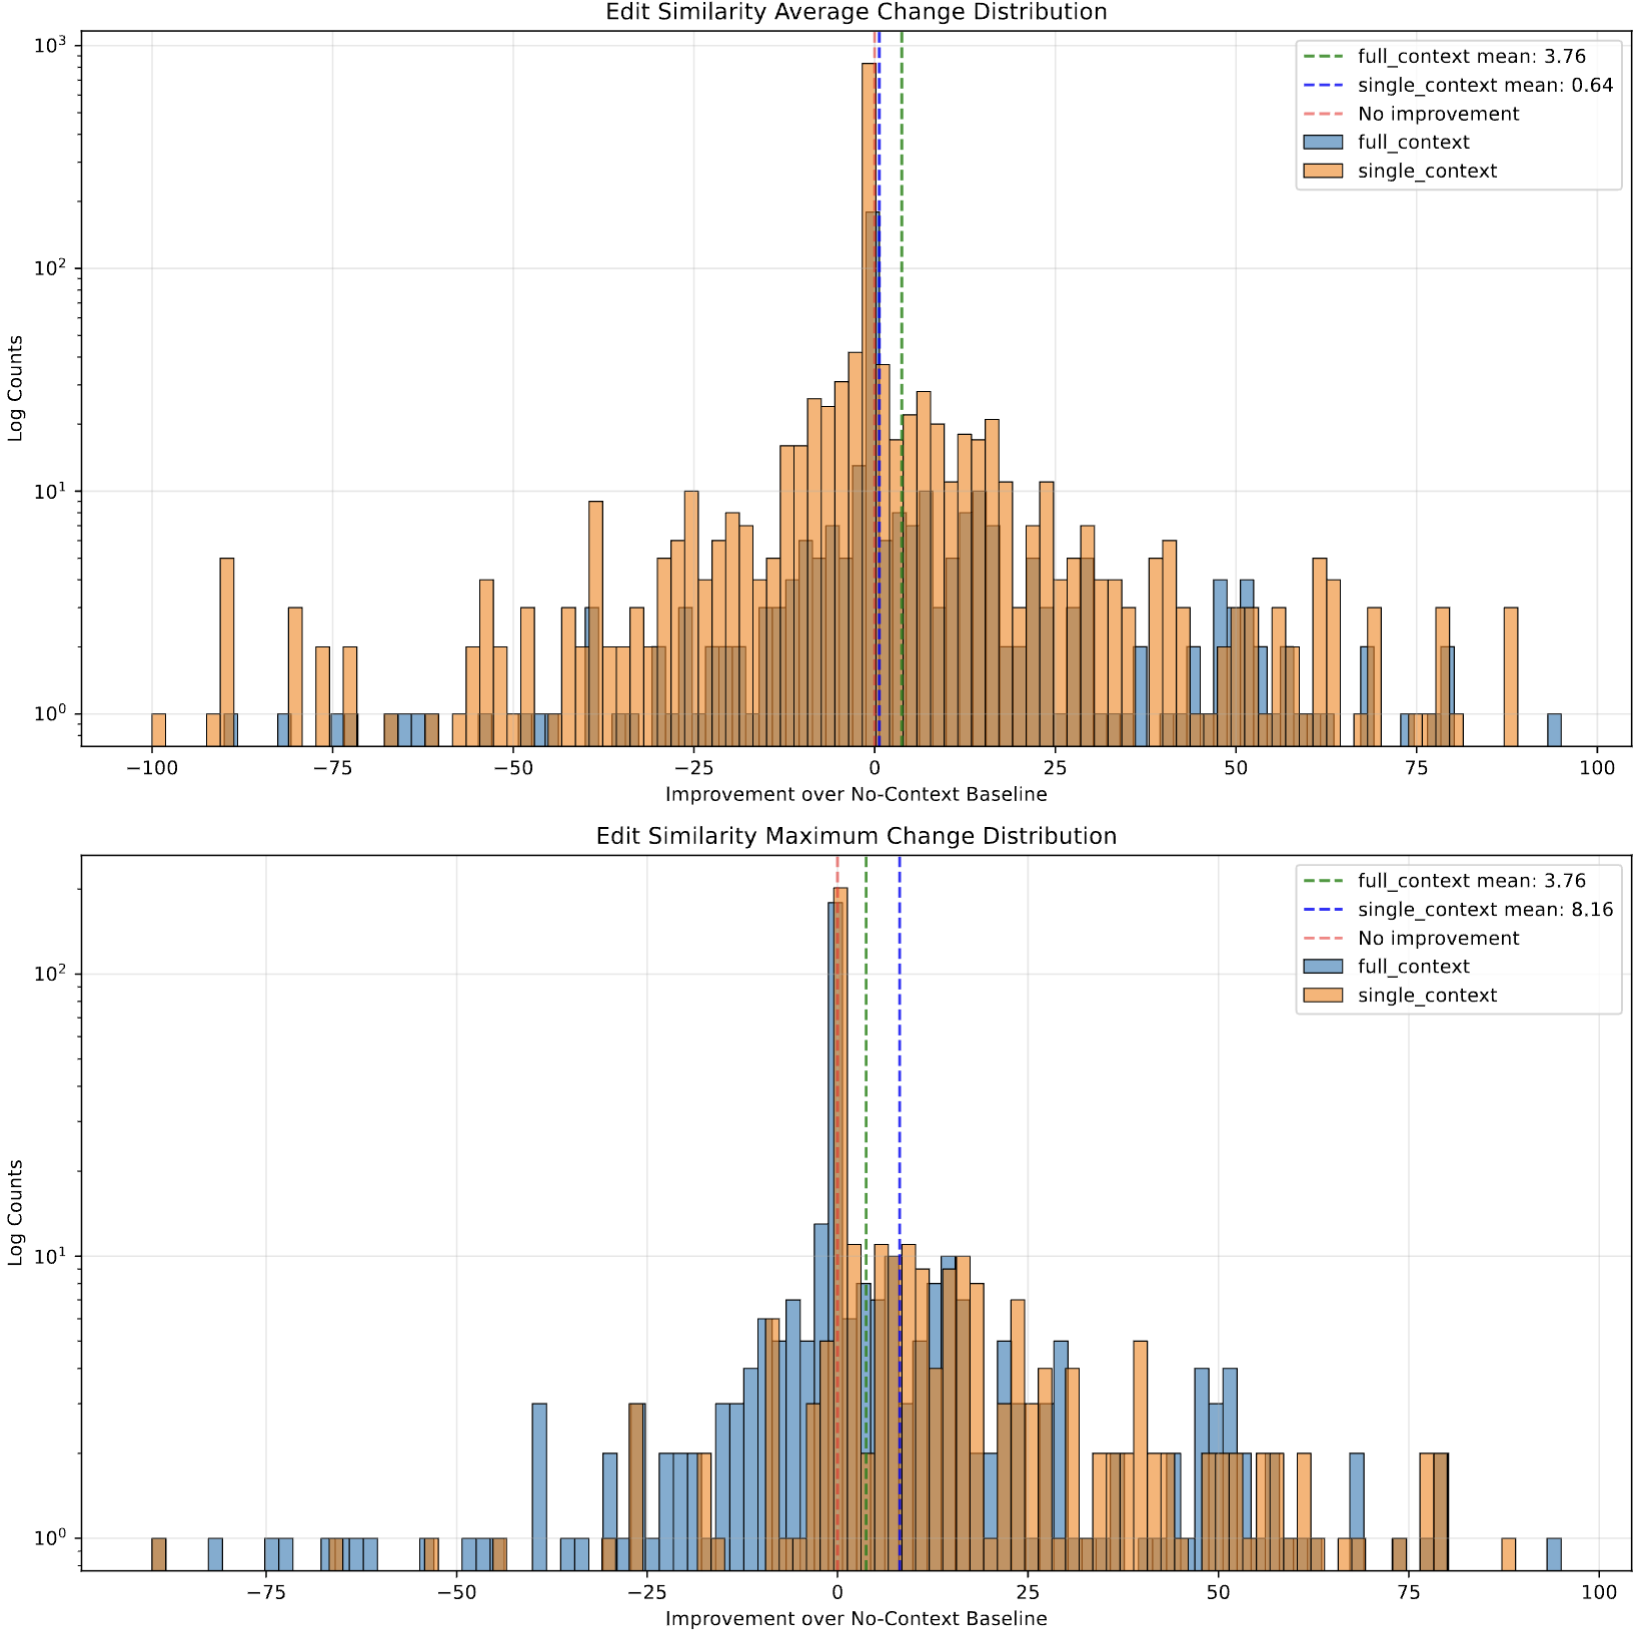 Edit Similarity Average Change Distribution
10³
10²
10¹
10⁰
Log Counts
full_context mean: 3.76
single_context mean: 0.64
No improvement
full_context
single_context
−100 −75 −50 −25 0 25 50 75 100
Improvement over No-Context Baseline
Edit Similarity Maximum Change Distribution
10²
10¹
10⁰
Log Counts
full_context mean: 3.76
single_context mean: 8.16
No improvement
full_context
single_context
−75 −50 −25 0 25 50 75 100
Improvement over No-Context Baseline